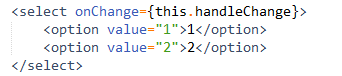 <select onChange={this.handleChange}>
    <option value="1">1</option>
    <option value="2">2</option>
</select>